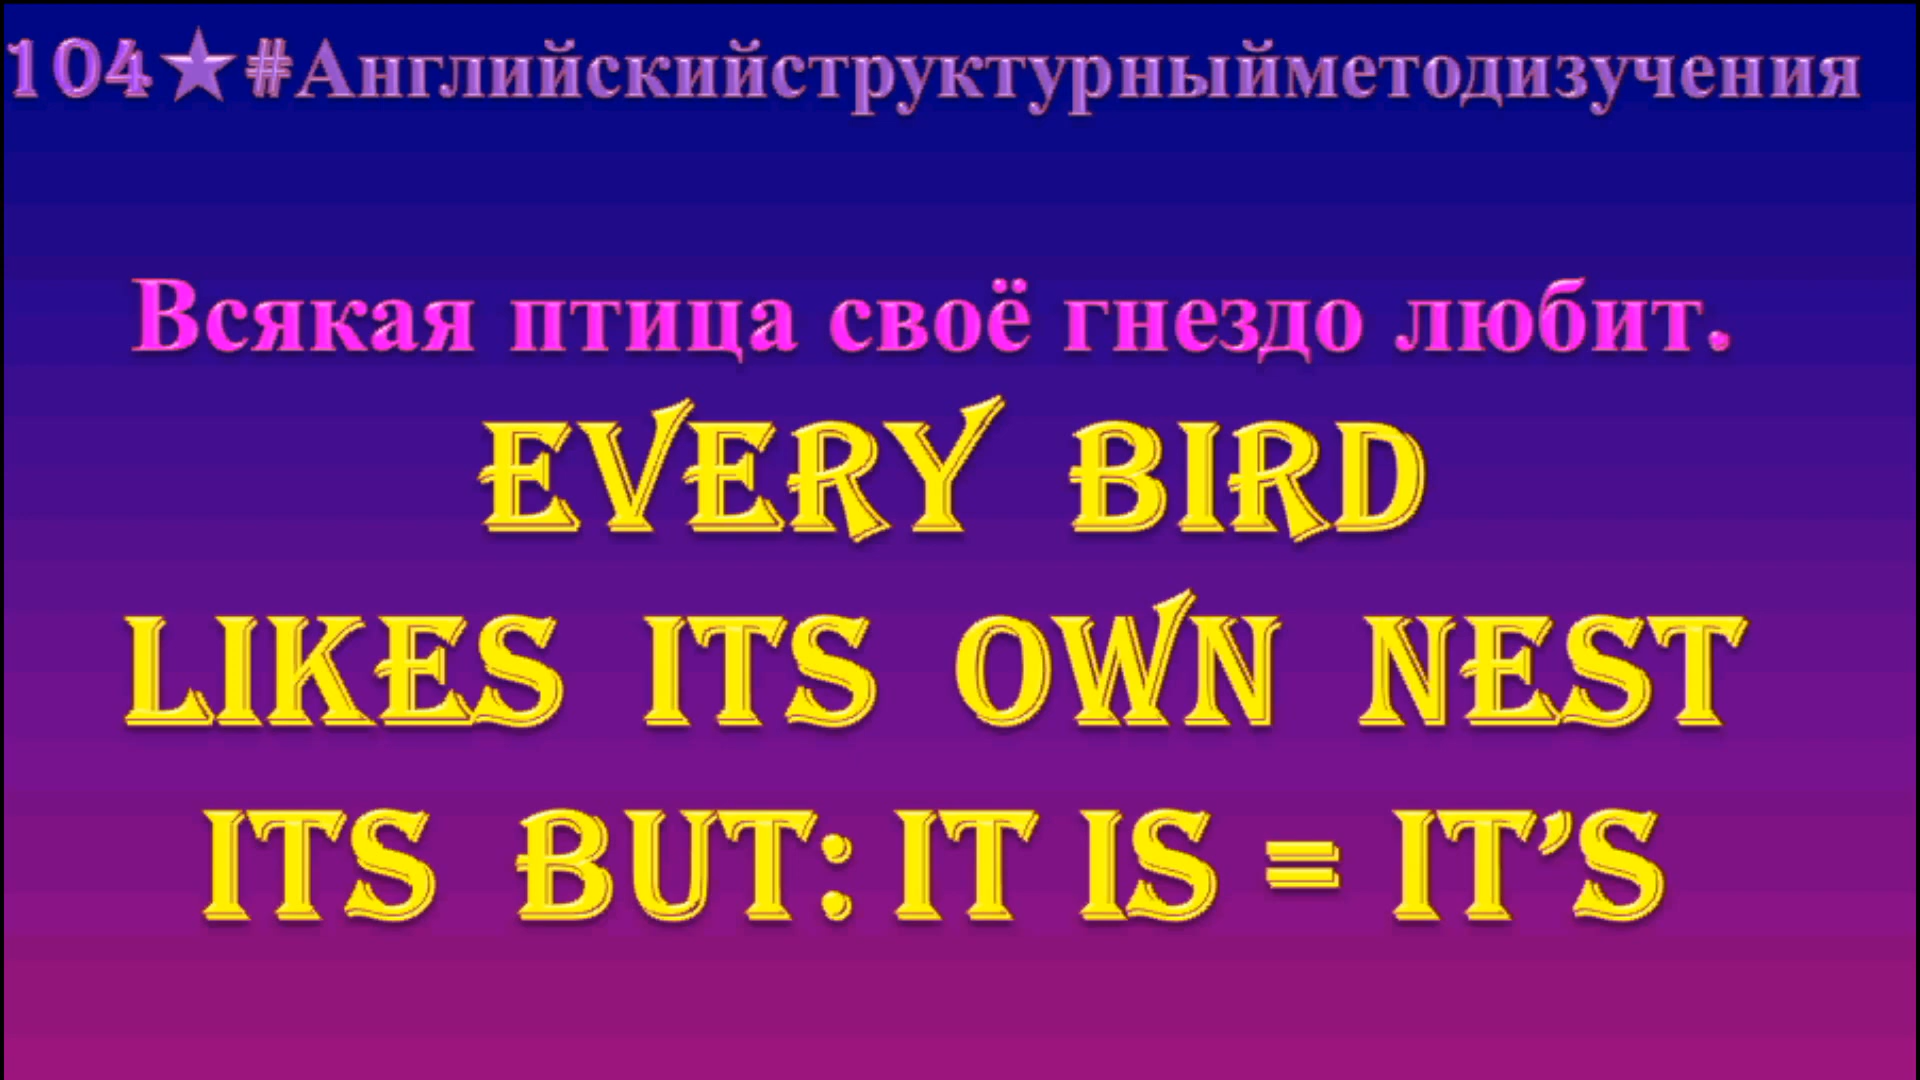 104★#Английскийструктурныйметодизучения
Всякая птица своё гнездо любит.
EVERY BIRD
LIKES ITS OWN NEST
ITS BUT: IT IS = IT’S